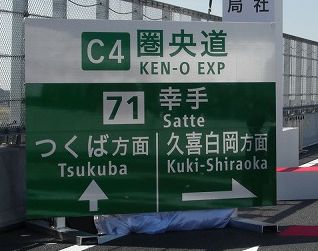 局 社
C4 圏央道
KEN-O EXP
71 幸手
Satte
つくば方面
Tsukuba
久喜白岡方面
Kuki-Shiraoka